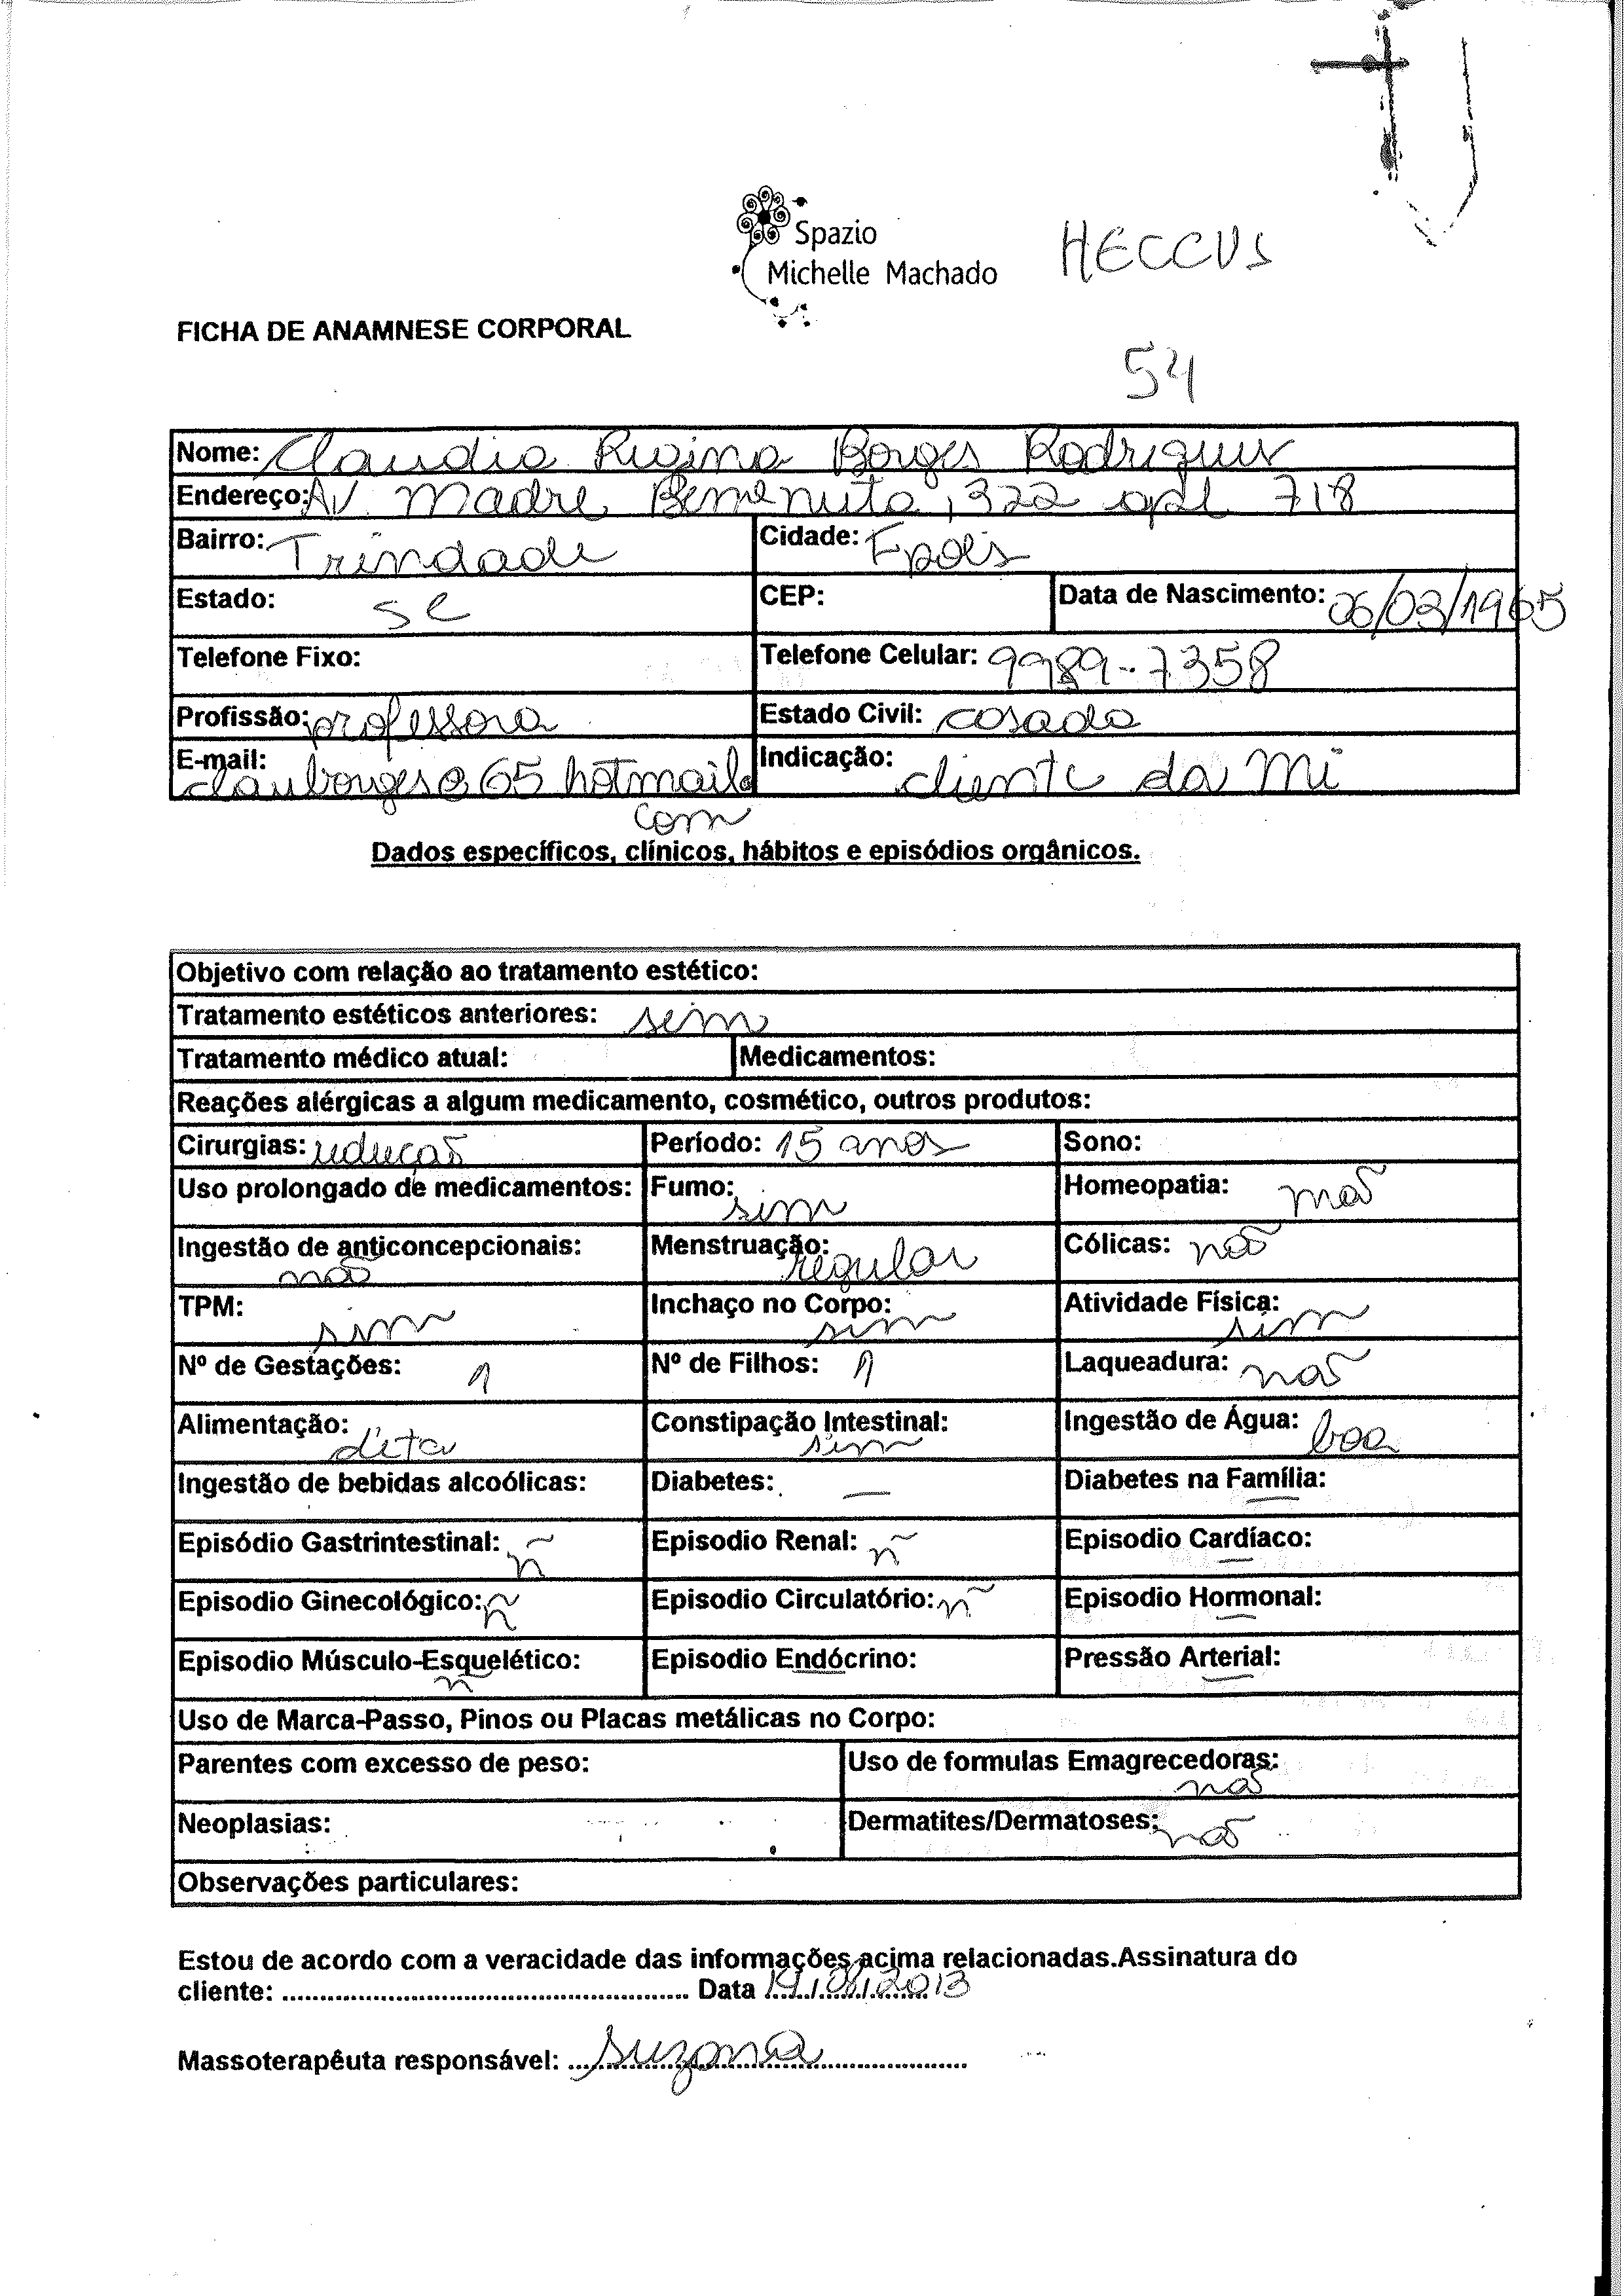 Spazio
Michelle Machado
HECCUS
FICHA DE ANAMNESE CORPORAL
54
Nome: Claudia Regina Borges Rodrigues
Endereço: Av. Madre Benvenuta, 322 apt 718
Bairro: Trindade Cidade: Fpolis
Estado: SC CEP: Data de Nascimento: 06/03/1965
Telefone Fixo: Telefone Celular: 9989-7358
Profissão: professora Estado Civil: casada
E-mail: clauborges@65 hotmail. Indicação: cliente da Mi
com
Dados específicos, clínicos, hábitos e episódios orgânicos.
Objetivo com relação ao tratamento estético:
Tratamento estéticos anteriores: sim
Tratamento médico atual: Medicamentos:
Reações alérgicas a algum medicamento, cosmético, outros produtos:
Cirurgias: redução Período: 15 anos Sono:
Uso prolongado de medicamentos: Fumo: sim Homeopatia: não
Ingestão de anticoncepcionais: não Menstruação: regular Cólicas: não
TPM: sim Inchaço no Corpo: sim Atividade Física: sim
Nº de Gestações: 1 Nº de Filhos: 1 Laqueadura: não
Alimentação: dita Constipação Intestinal: sim Ingestão de Água: boa
Ingestão de bebidas alcoólicas: Diabetes: — Diabetes na Família: —
Episódio Gastrintestinal: ñ Episodio Renal: ñ Episodio Cardíaco: —
Episodio Ginecológico: ñ Episodio Circulatório: ñ Episodio Hormonal: —
Episodio Músculo-Esquelético: ñ Episodio Endócrino: — Pressão Arterial: —
Uso de Marca-Passo, Pinos ou Placas metálicas no Corpo:
Parentes com excesso de peso: Uso de formulas Emagrecedoras: não
Neoplasias: Dermatites/Dermatoses: não
Observações particulares:
Estou de acordo com a veracidade das informações acima relacionadas.Assinatura do
cliente: ........................ Data 19/08/2013
Massoterapêuta responsável: Suzana